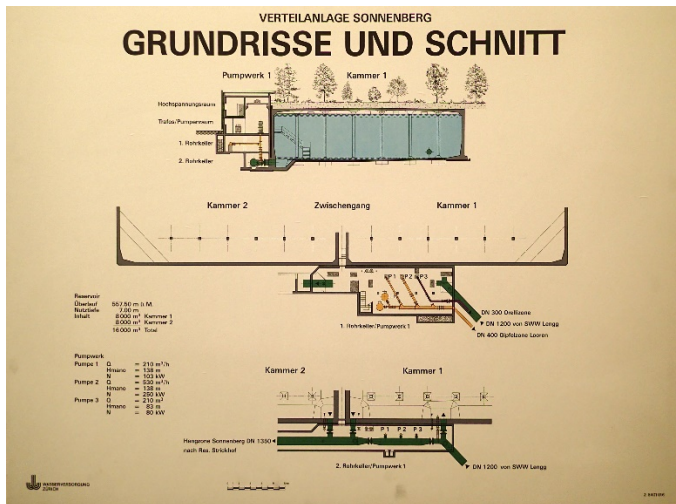 VERTEILANLAGE SONNENBERG
GRUNDRISSE UND SCHNITT
Pumpwerk 1
Kammer 1
Hochspannungsraum
Trafos/Pumpenraum
1. Rohrkeller
2. Rohrkeller
Kammer 2
Zwischengang
Kammer 1
P1
P2
P3
Reservoir
Überlauf 557.50 m ü.M.
Nutztiefe 7.00 m
Inhalt 8000 m³ Kammer 1
8000 m³ Kammer 2
16000 m³ Total
DN 300 Dreilizone
DN 1200 von SWW Lengg
DN 400 Gipfelzone Looren
1. Rohrkeller/Pumpwerk 1
Pumpwerk
Pumpe 1 Q = 210 m³/h
Hmano = 138 m
N = 103 kW
Pumpe 2 Q = 530 m³/h
Hmano = 138 m
N = 250 kW
Pumpe 3 Q = 210 m³
Hmano = 83 m
N = 80 kW
Kammer 2
Kammer 1
P1
P2
P3
Hangzone Sonnenberg DN 1350
nach Res. Strickhof
2. Rohrkeller/Pumpwerk 1
DN 1200 von SWW Lengg
WASSERVERSORGUNG
ZÜRICH